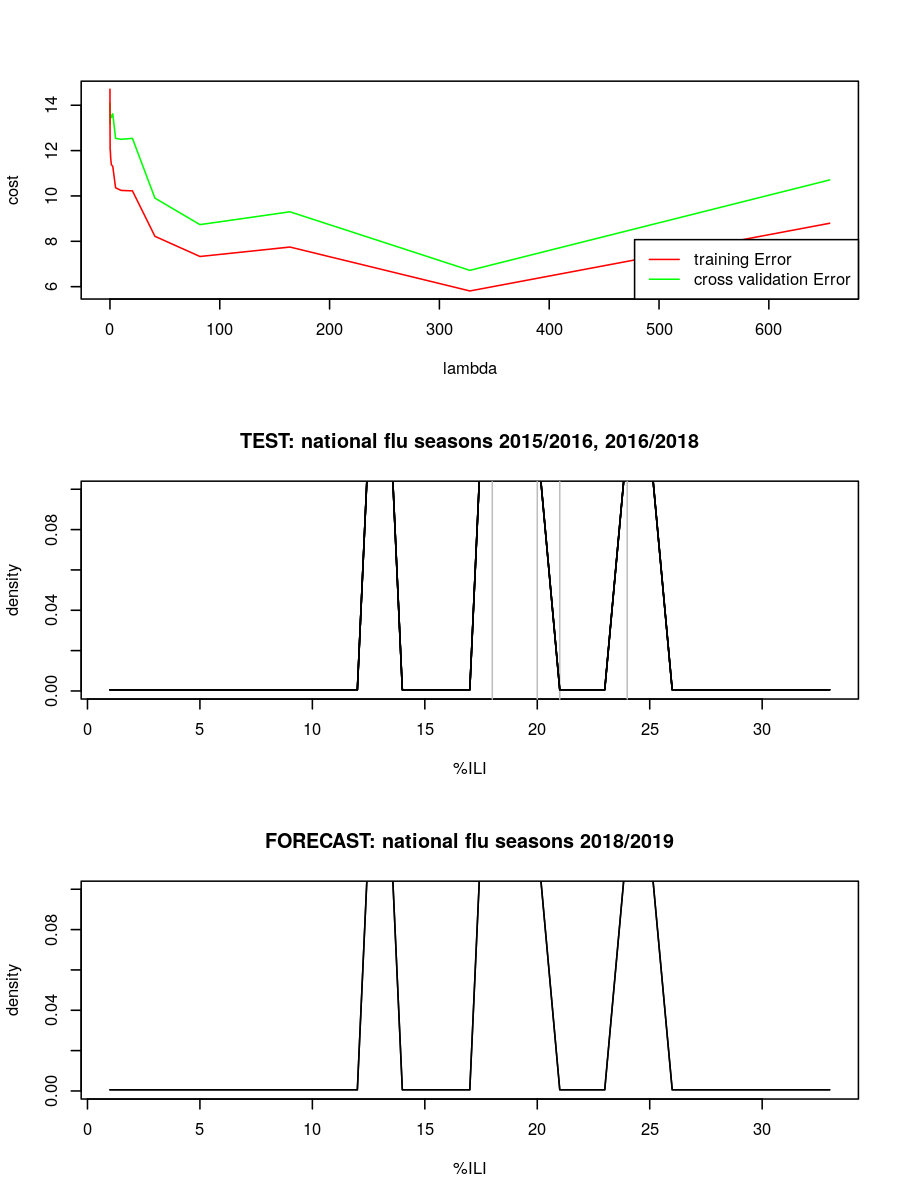 14
12
10
8
6
cost
training Error
cross validation Error
0 100 200 300 400 500 600
lambda
TEST: national flu seasons 2015/2016, 2016/2018
0.08
0.04
0.00
density
0 5 10 15 20 25 30
%ILI
FORECAST: national flu seasons 2018/2019
0.08
0.04
0.00
density
0 5 10 15 20 25 30
%ILI